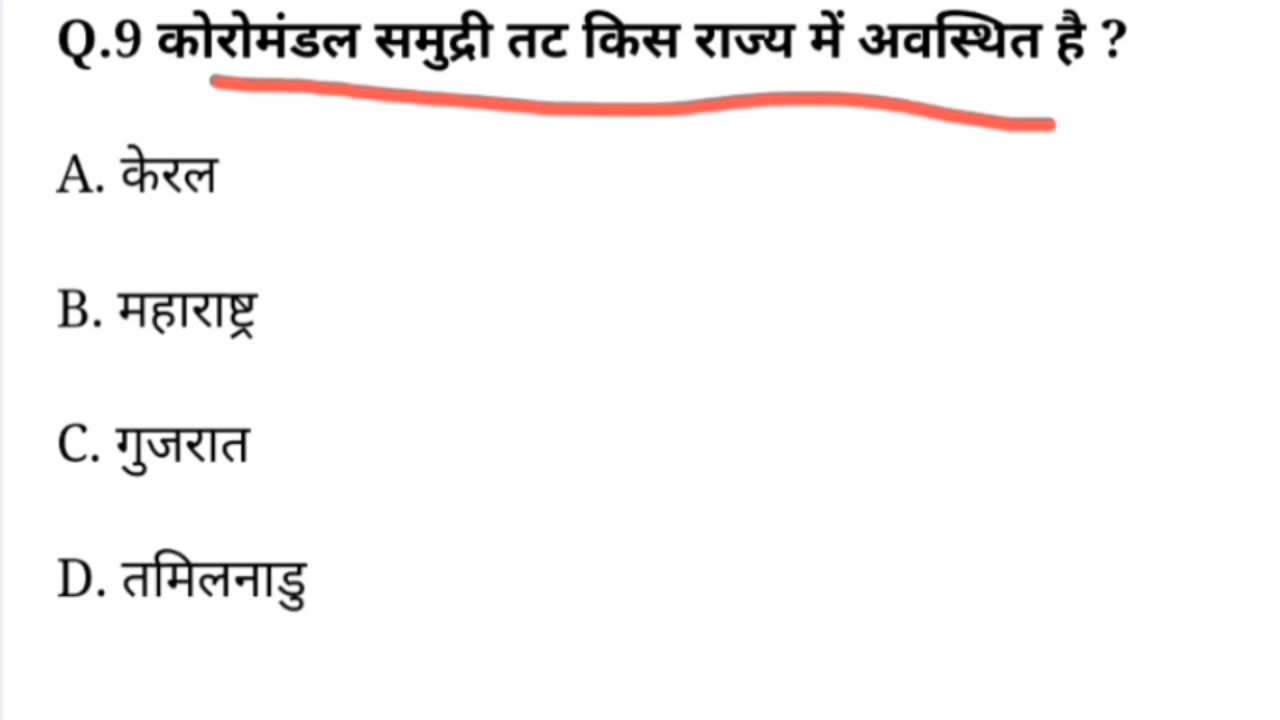 Q.9 कोरोमंडल समुद्री तट किस राज्य में अवस्थित है ?
A. केरल
B. महाराष्ट्र
C. गुजरात
D. तमिलनाडु